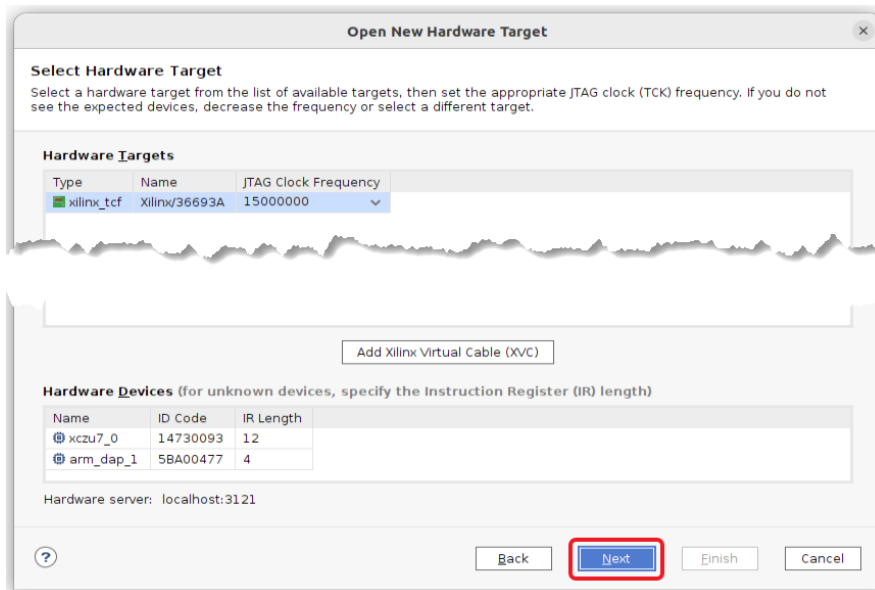 Open New Hardware Target
Select Hardware Target
Select a hardware target from the list of available targets, then set the appropriate JTAG clock (TCK) frequency. If you do not
see the expected devices, decrease the frequency or select a different target.
Hardware Targets
Type Name JTAG Clock Frequency
xilinx_tcf Xilinx/36693A 15000000
Add Xilinx Virtual Cable (XVC)
Hardware Devices (for unknown devices, specify the Instruction Register (IR) length)
Name ID Code IR Length
xczu7_0 14730093 12
arm_dap_1 5BA00477 4
Hardware server: localhost:3121
? Back Next Finish Cancel